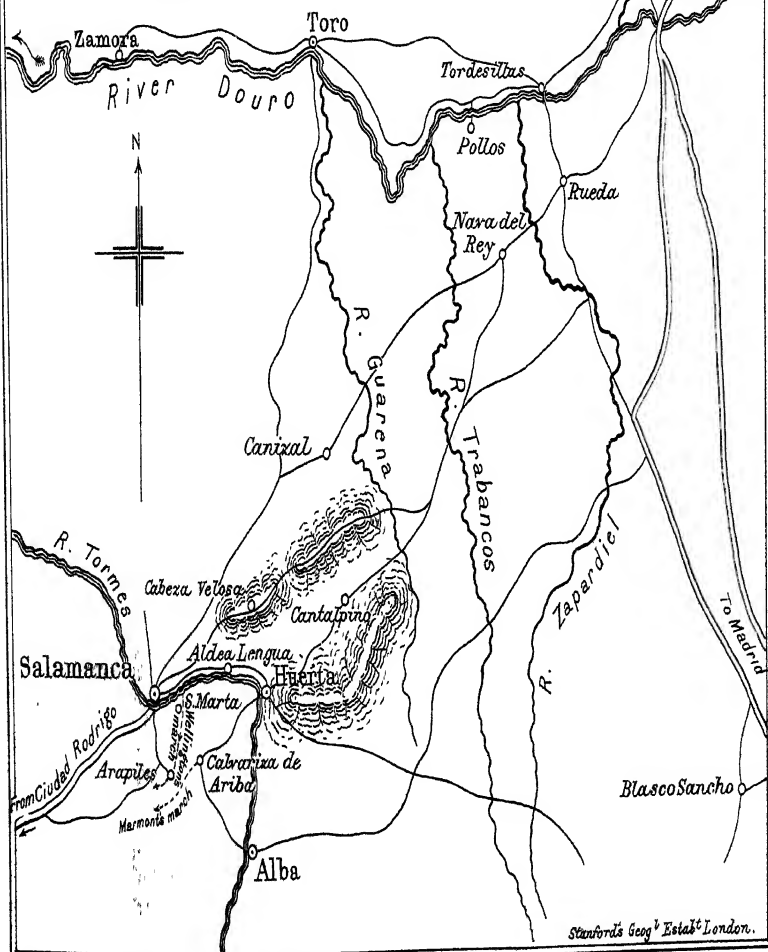 Toro
Zamora
Tordesillas
River Douro
Pollos
N
Rueda
Nava del
Rey
R. Guarena
R. Trabancos
Canizal
R. Tormes
R. Zapardiel
Cabeza Velosa
Cantalpino
To Madrid
Aldea Lengua
Salamanca
Huerta
S. Marta
Wellington's
march
From Ciudad Rodrigo
Arapiles
Calvariza de
Ariba
Marmont's march
Blasco Sancho
Alba
Stanford's Geogl Estabt London.